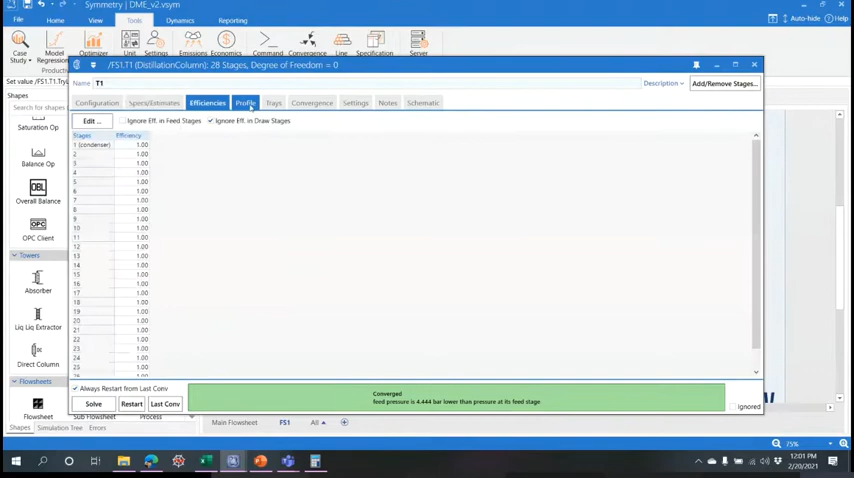 Symmetry | DME_v2.vsym
File Home View Tools Dynamics Reporting
Auto-hide Help
Case Study
Model Regression
Optimizer
Unit
Settings
Emissions
Economics
Command
Convergence
Line
Specification
Server
Set value /FS1.T1.
/FS1.T1 (DistillationColumn): 28 Stages, Degree of Freedom = 0
Name T1
Description
Add/Remove Stages...
Configuration Specs/Estimates Efficiencies Profile Trays Convergence Settings Notes Schematic
Edit ... Ignore Eff. in Feed Stages Ignore Eff. in Draw Stages
Stages Efficiency
1 (condenser) 1.00
2 1.00
3 1.00
4 1.00
5 1.00
6 1.00
7 1.00
8 1.00
9 1.00
10 1.00
11 1.00
12 1.00
13 1.00
14 1.00
15 1.00
16 1.00
17 1.00
18 1.00
19 1.00
20 1.00
21 1.00
22 1.00
23 1.00
24 1.00
25 1.00
26 1.00
Always Restart from Last Conv
Solve Restart Last Conv
Converged
feed pressure is 4.444 bar lower than pressure at its feed stage.
Ignored
Shapes
Search for shapes
Saturation Op
Balance Op
OBL
Overall Balance
OPC
OPC Client
Towers
Absorber
Liq Liq Extractor
Direct Column
Flowsheets
Flowsheet
Sub Flowsheet
Process
Shapes Simulation Tree Errors
Main Flowsheet FS1 All
75%
12:01 PM
2/20/2021